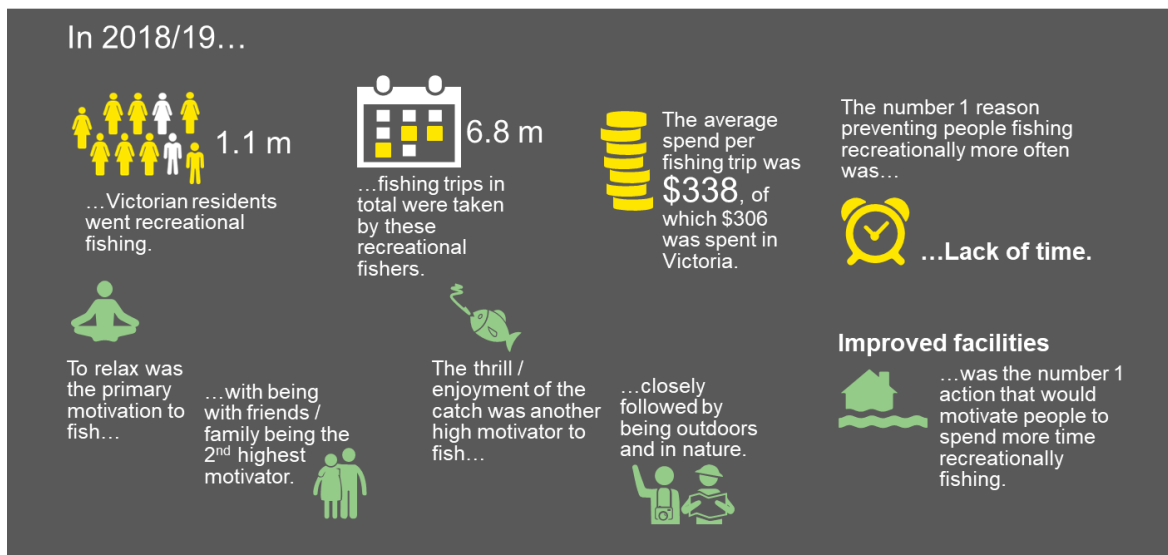 In 2018/19…
1.1 m
…Victorian residents
went recreational
fishing.
6.8 m
…fishing trips in
total were taken
by these
recreational
fishers.
The average
spend per
fishing trip was
$338, of
which $306
was spent in
Victoria.
The number 1 reason
preventing people fishing
recreationally more often
was…
…Lack of time.
To relax was
the primary
motivation to
fish…
…with being
with friends /
family being the
2nd highest
motivator.
The thrill /
enjoyment of the
catch was another
high motivator to
fish…
…closely
followed by
being outdoors
and in nature.
Improved facilities
…was the number 1
action that would
motivate people to
spend more time
recreationally
fishing.